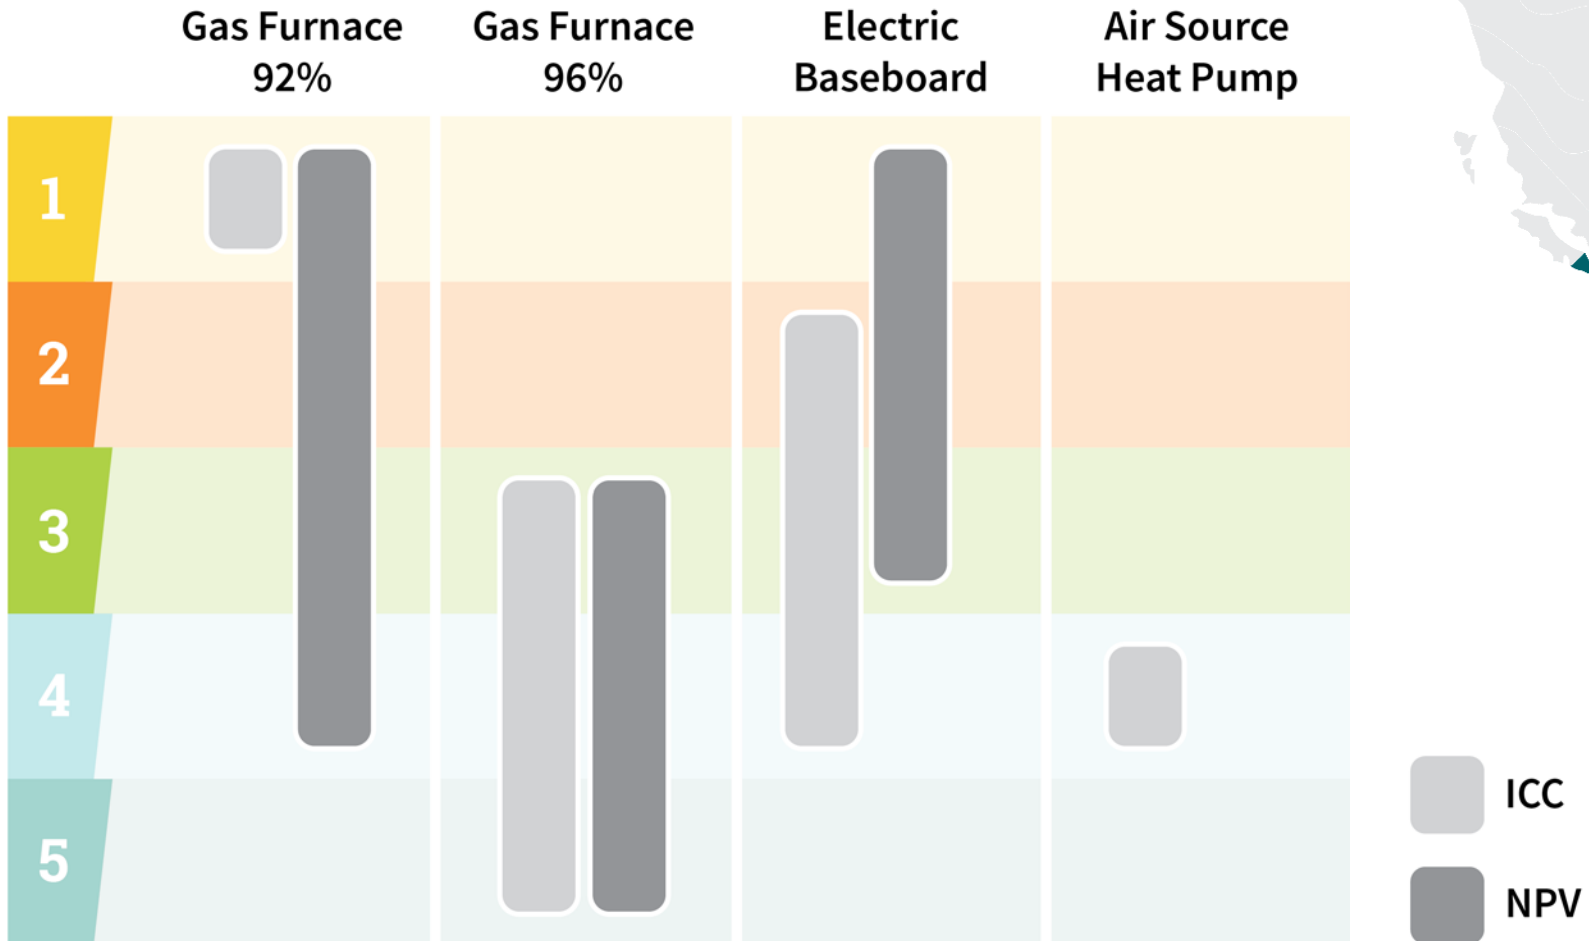 Gas Furnace
92%
Gas Furnace
96%
Electric
Baseboard
Air Source
Heat Pump
1
2
3
4
5
ICC
NPV